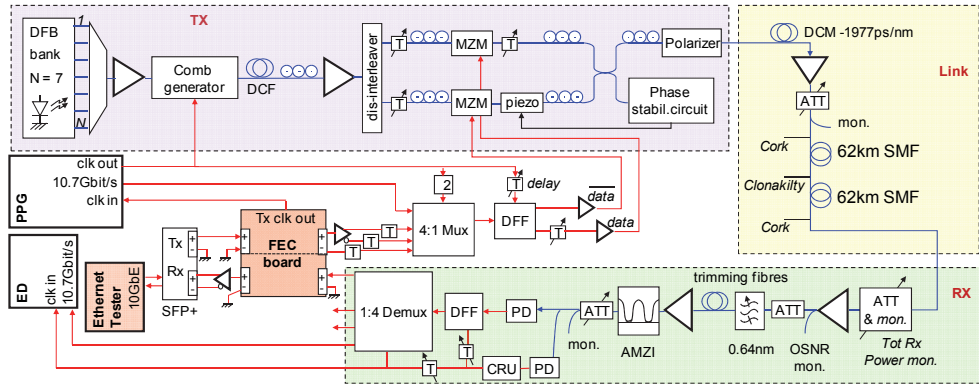 TX
DFB
bank
N = 7
1
N
Comb
generator
DCF
dis-interleaver
T
MZM
T
T
MZM
piezo
Polarizer
Phase
stabil.circuit
DCM -1977ps/nm
Link
ATT
mon.
Cork
62km SMF
Clonakilty
62km SMF
Cork
PPG
clk out
10.7Gbit/s
clk in
2
T
delay
data
data
DFF
T
4:1 Mux
Tx clk out
FEC
board
+
-
+
-
+
-
+
-
T
T
T
Tx
+
-
Rx
+
-
SFP+
ED
clk in
10.7Gbit/s
Ethernet
Tester
10GbE
1:4 Demux
DFF
PD
T
T
CRU
PD
mon.
ATT
AMZI
trimming fibres
0.64nm
ATT
OSNR
mon.
ATT
& mon.
Tot Rx
Power mon.
RX